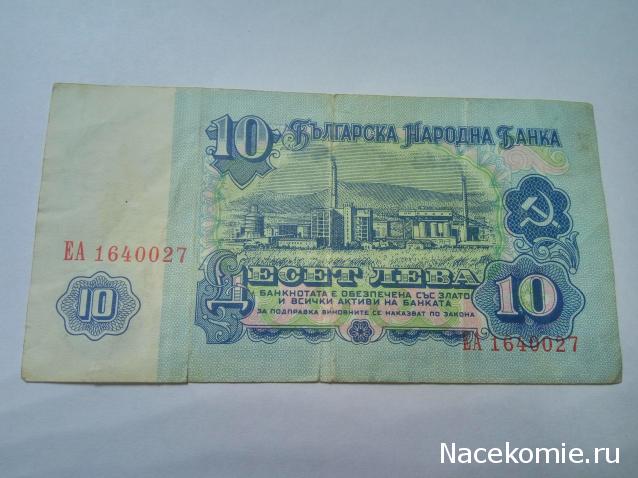 10 БЪЛГАРСКА НАРОДНА БАНКА
ЕА 1640027
ДЕСЕТ ЛЕВА
10
10
БАНКНОТАТА Е ОБЕЗПЕЧЕНА СЪС ЗЛАТО
И ВСИЧКИ АКТИВИ НА БАНКАТА
ЗА ПОДПРАВКА ВИНОВНИТЕ СЕ НАКАЗВАТ ПО ЗАКОНА
ЕА 1640027
Nacekomie.ru